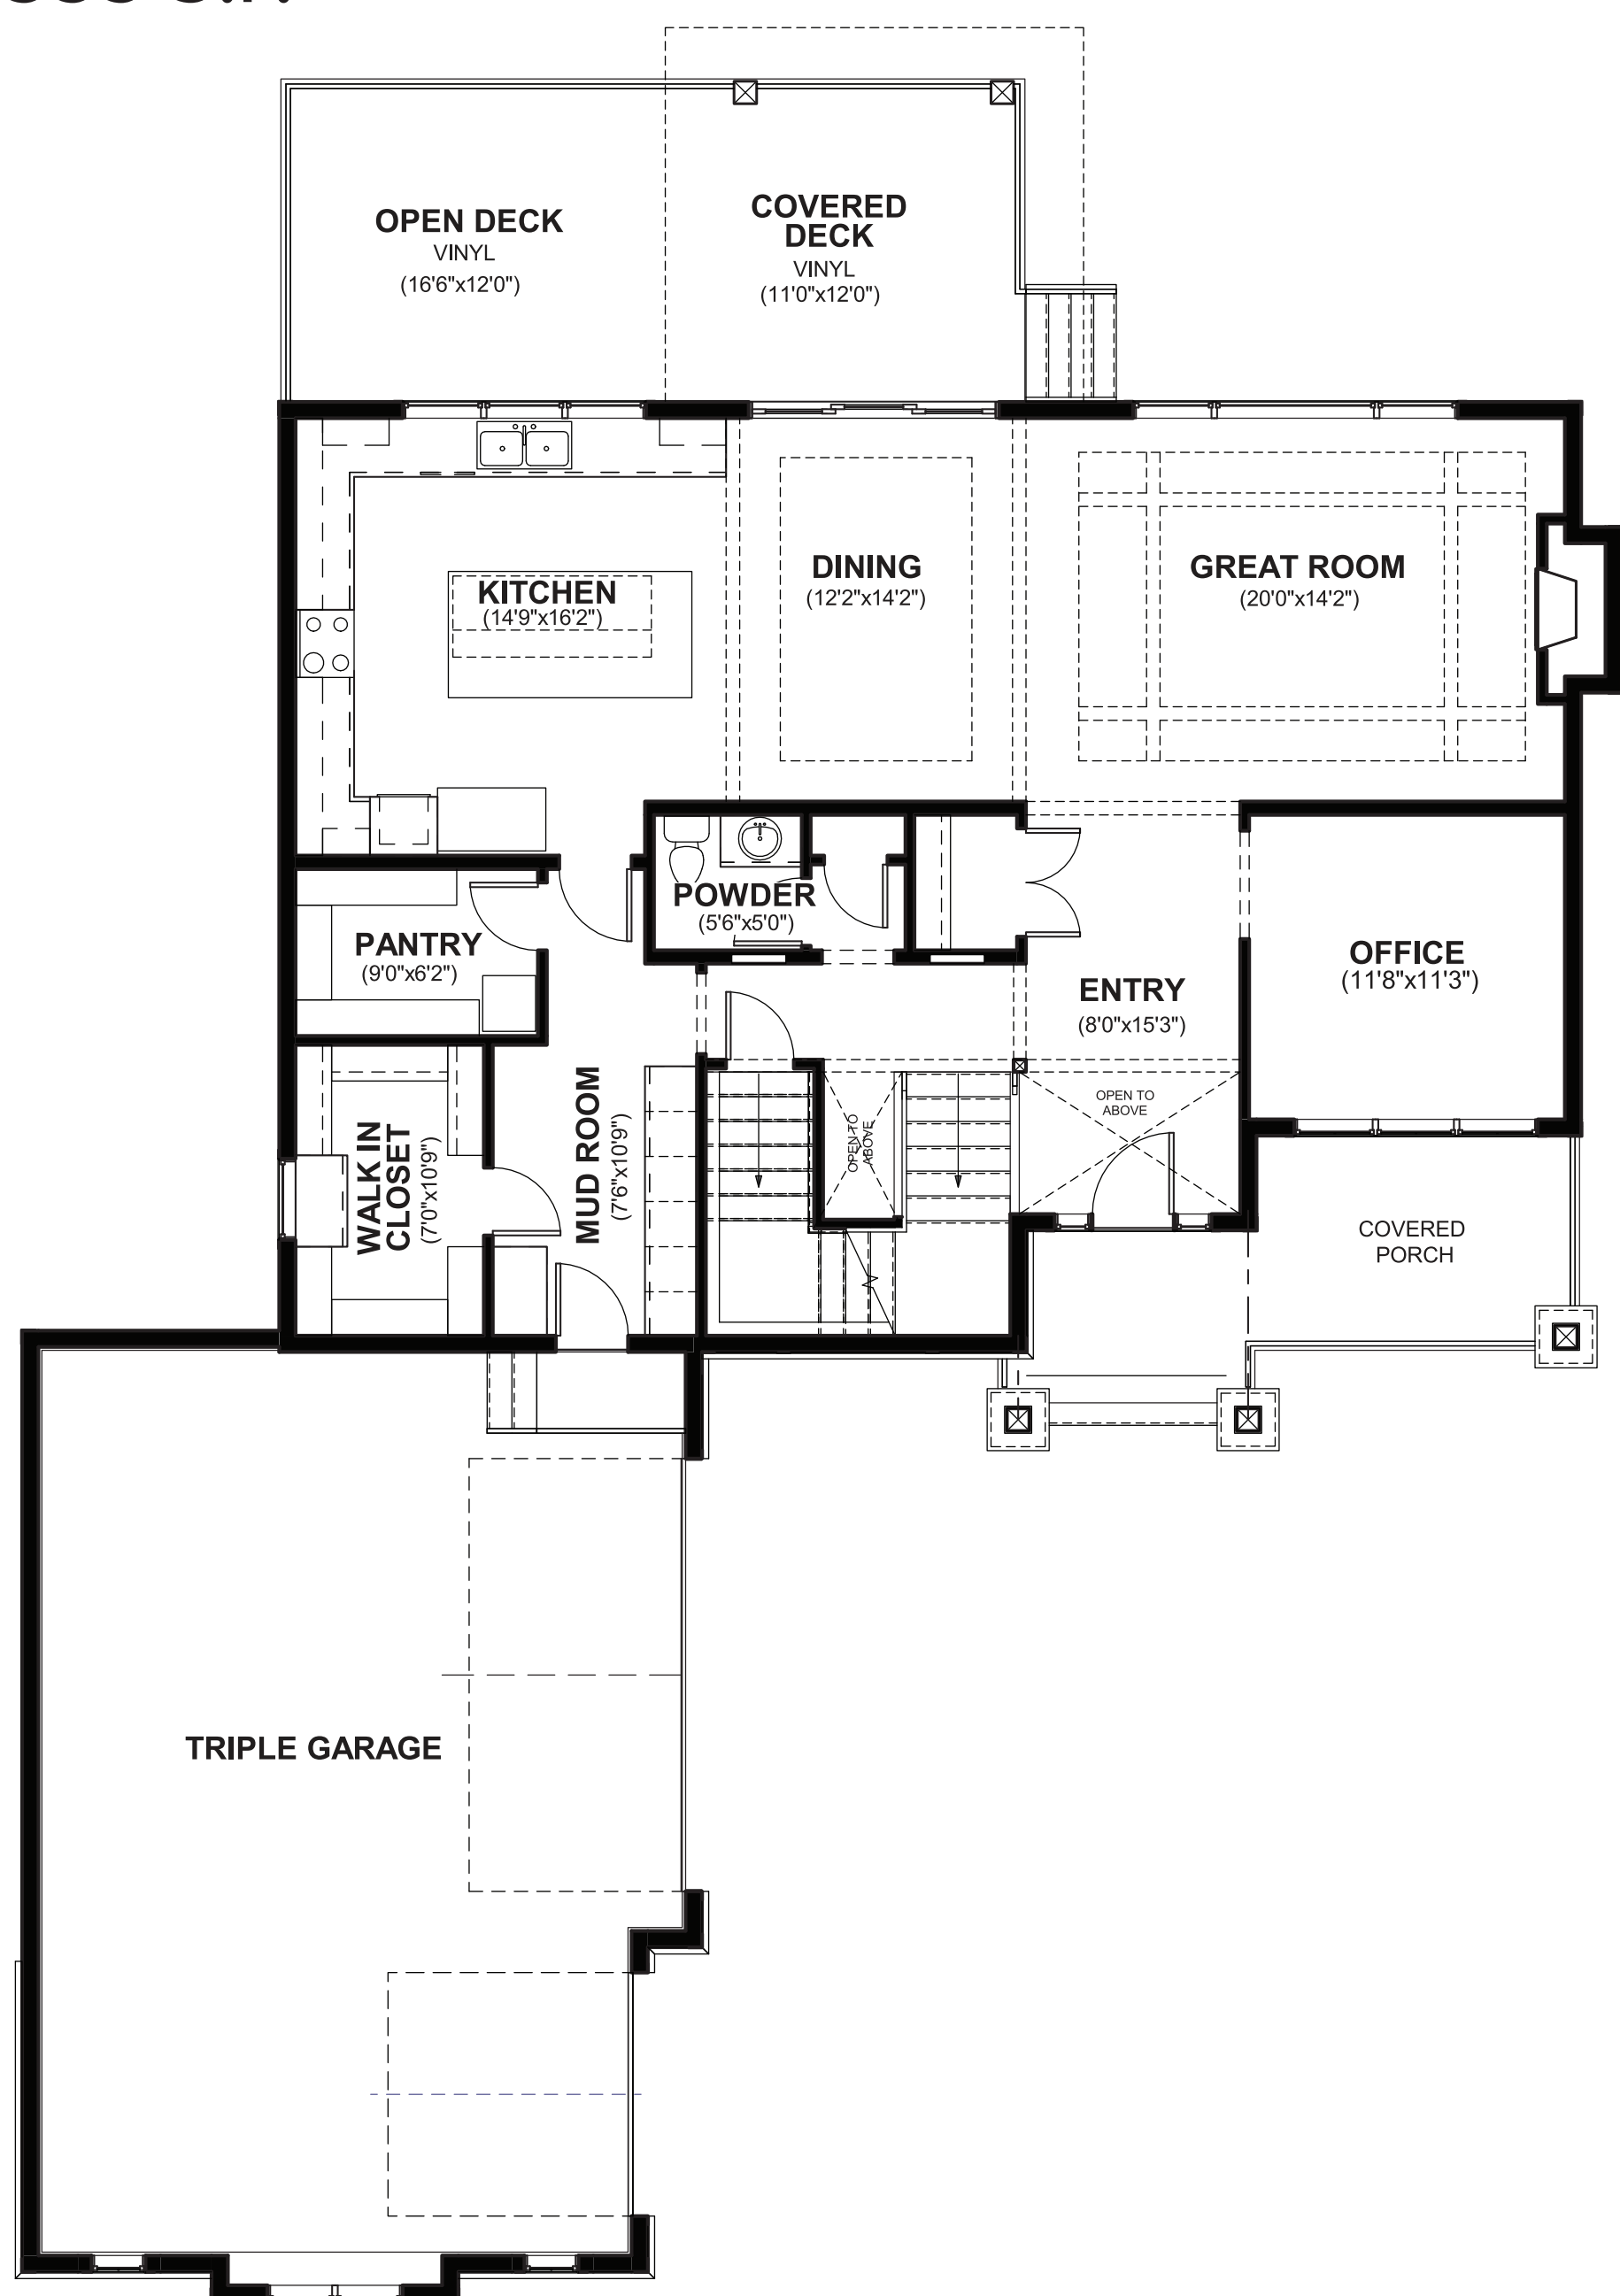 OPEN DECK
VINYL
(16'6"x12'0")
COVERED
DECK
VINYL
(11'0"x12'0")
KITCHEN
(14'9"x16'2")
DINING
(12'2"x14'2")
GREAT ROOM
(20'0"x14'2")
POWDER
(5'6"x5'0")
PANTRY
(9'0"x6'2")
ENTRY
(8'0"x15'3")
OFFICE
(11'8"x11'3")
WALK IN
CLOSET
(7'0"x10'9")
MUD ROOM
(7'6"x10'9")
OPEN TO
ABOVE
OPEN TO
ABOVE
COVERED
PORCH
TRIPLE GARAGE